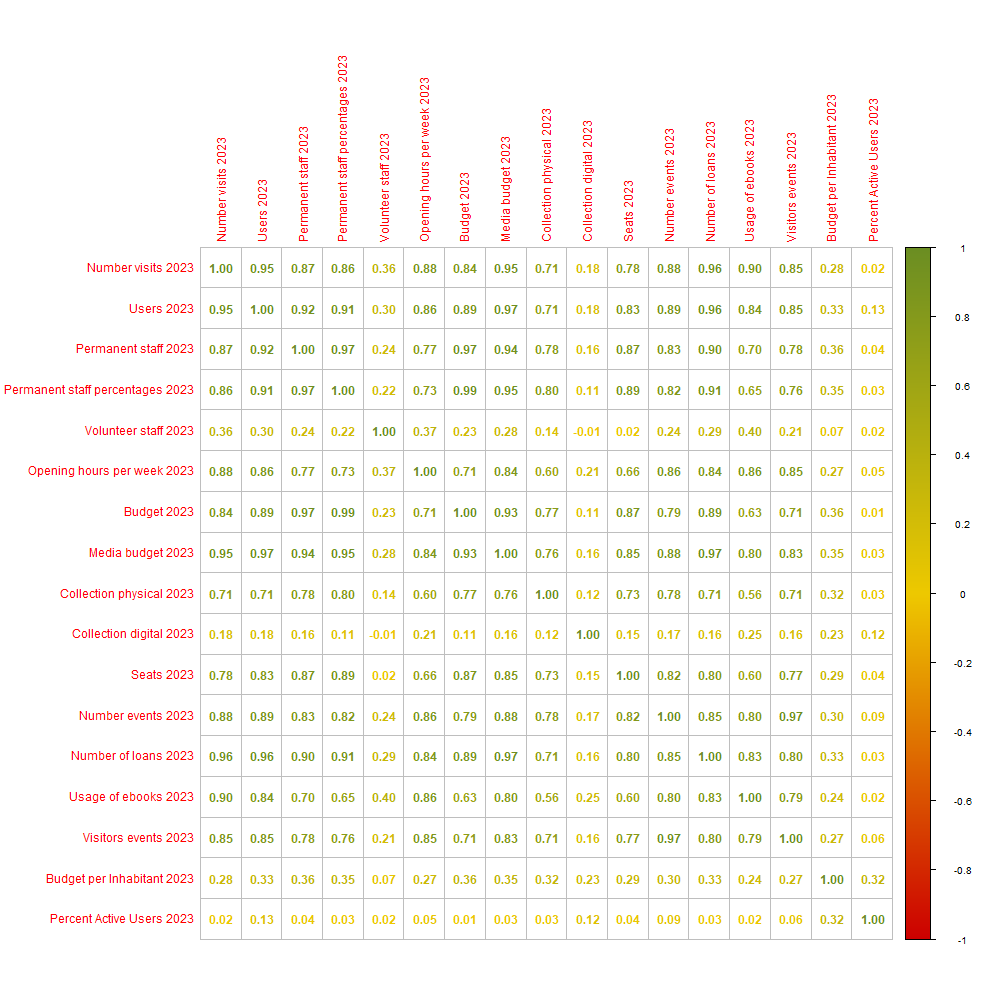 Number visits 2023
Users 2023
Permanent staff 2023
Permanent staff percentages 2023
Volunteer staff 2023
Opening hours per week 2023
Budget 2023
Media budget 2023
Collection physical 2023
Collection digital 2023
Seats 2023
Number events 2023
Number of loans 2023
Usage of ebooks 2023
Visitors events 2023
Budget per Inhabitant 2023
Percent Active Users 2023
Number visits 2023 1.00 0.95 0.87 0.86 0.36 0.88 0.84 0.95 0.71 0.18 0.78 0.88 0.96 0.90 0.85 0.28 0.02
Users 2023 0.95 1.00 0.92 0.91 0.30 0.86 0.89 0.97 0.71 0.18 0.83 0.89 0.96 0.84 0.85 0.33 0.13
Permanent staff 2023 0.87 0.92 1.00 0.97 0.24 0.77 0.97 0.94 0.78 0.16 0.87 0.83 0.90 0.70 0.78 0.36 0.04
Permanent staff percentages 2023 0.86 0.91 0.97 1.00 0.22 0.73 0.99 0.95 0.80 0.11 0.89 0.82 0.91 0.65 0.76 0.35 0.03
Volunteer staff 2023 0.36 0.30 0.24 0.22 1.00 0.37 0.23 0.28 0.14 -0.01 0.02 0.24 0.29 0.40 0.21 0.07 0.02
Opening hours per week 2023 0.88 0.86 0.77 0.73 0.37 1.00 0.71 0.84 0.60 0.21 0.66 0.86 0.84 0.86 0.85 0.27 0.05
Budget 2023 0.84 0.89 0.97 0.99 0.23 0.71 1.00 0.93 0.77 0.11 0.87 0.79 0.89 0.63 0.71 0.36 0.01
Media budget 2023 0.95 0.97 0.94 0.95 0.28 0.84 0.93 1.00 0.76 0.16 0.85 0.88 0.97 0.80 0.83 0.35 0.03
Collection physical 2023 0.71 0.71 0.78 0.80 0.14 0.60 0.77 0.76 1.00 0.12 0.73 0.78 0.71 0.56 0.71 0.32 0.03
Collection digital 2023 0.18 0.18 0.16 0.11 -0.01 0.21 0.11 0.16 0.12 1.00 0.15 0.17 0.16 0.25 0.16 0.23 0.12
Seats 2023 0.78 0.83 0.87 0.89 0.02 0.66 0.87 0.85 0.73 0.15 1.00 0.82 0.80 0.60 0.77 0.29 0.04
Number events 2023 0.88 0.89 0.83 0.82 0.24 0.86 0.79 0.88 0.78 0.17 0.82 1.00 0.85 0.80 0.97 0.30 0.09
Number of loans 2023 0.96 0.96 0.90 0.91 0.29 0.84 0.89 0.97 0.71 0.16 0.80 0.85 1.00 0.83 0.80 0.33 0.03
Usage of ebooks 2023 0.90 0.84 0.70 0.65 0.40 0.86 0.63 0.80 0.56 0.25 0.60 0.80 0.83 1.00 0.79 0.24 0.02
Visitors events 2023 0.85 0.85 0.78 0.76 0.21 0.85 0.71 0.83 0.71 0.16 0.77 0.97 0.80 0.79 1.00 0.27 0.06
Budget per Inhabitant 2023 0.28 0.33 0.36 0.35 0.07 0.27 0.36 0.35 0.32 0.23 0.29 0.30 0.33 0.24 0.27 1.00 0.32
Percent Active Users 2023 0.02 0.13 0.04 0.03 0.02 0.05 0.01 0.03 0.03 0.12 0.04 0.09 0.03 0.02 0.06 0.32 1.00
1
0.8
0.6
0.4
0.2
0
-0.2
-0.4
-0.6
-0.8
-1